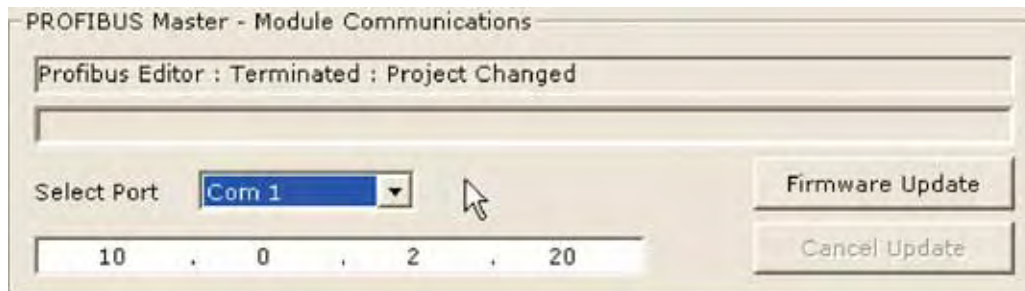 PROFIBUS Master - Module Communications
Profibus Editor : Terminated : Project Changed
Select Port Com 1 Firmware Update
10 . 0 . 2 . 20 Cancel Update